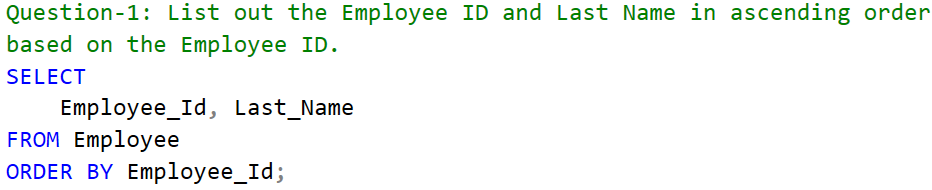 Question-1: List out the Employee ID and Last Name in ascending order
based on the Employee ID.
SELECT
    Employee_Id, Last_Name
FROM Employee
ORDER BY Employee_Id;